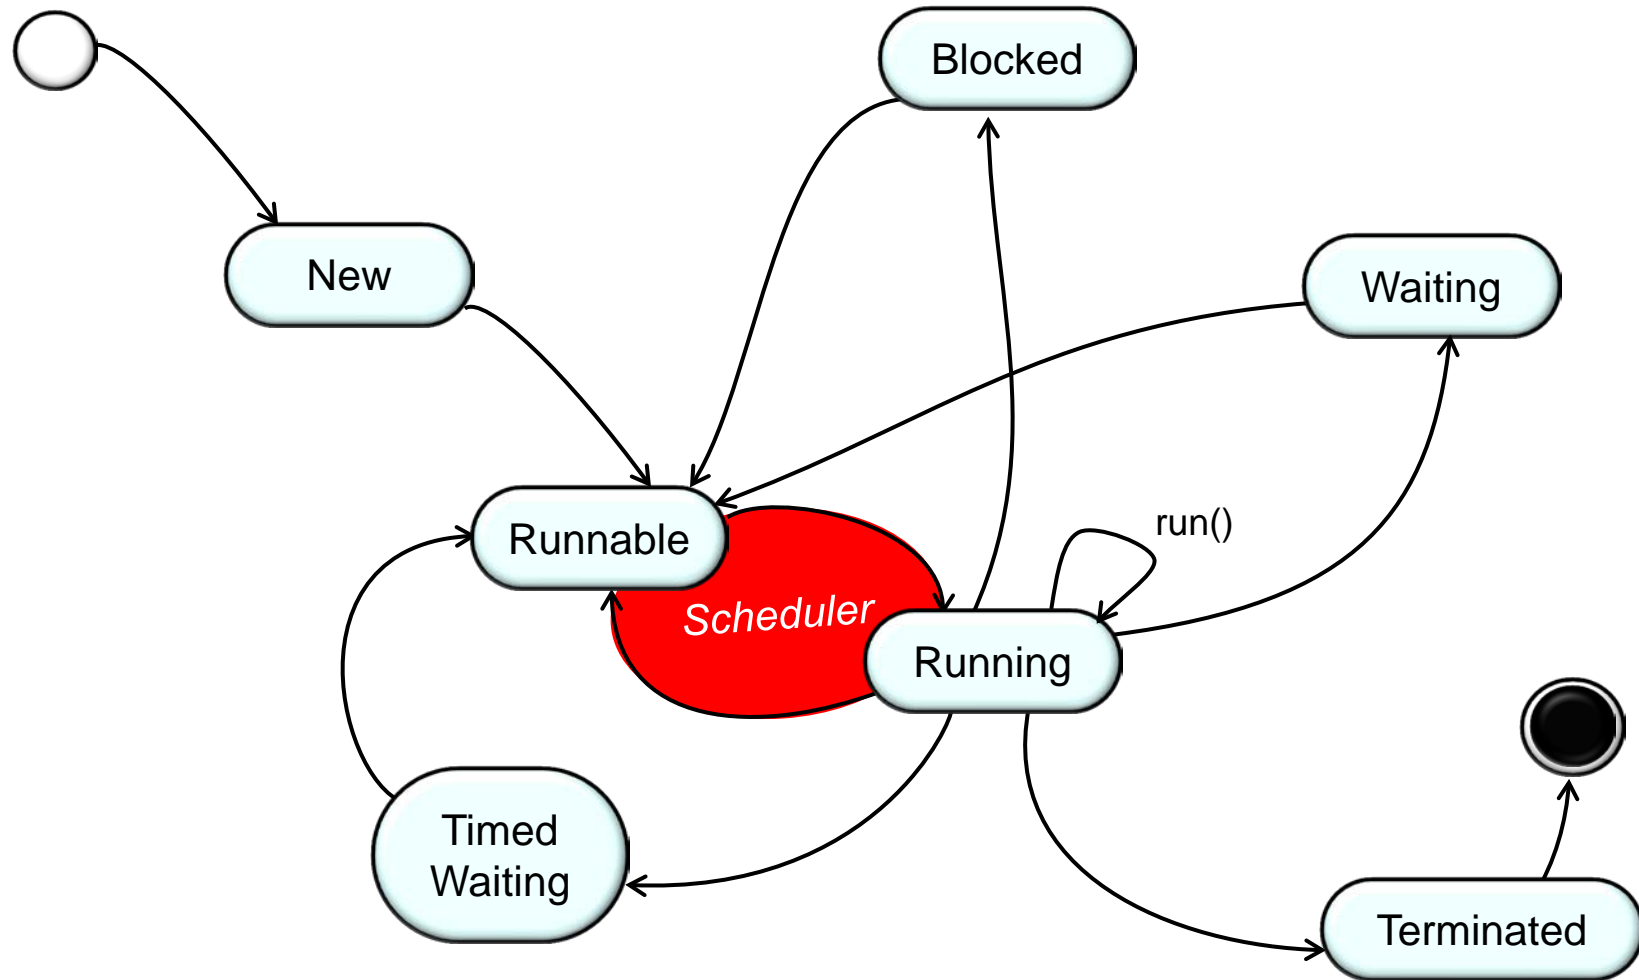 Blocked
New
Waiting
run()
Runnable
Scheduler
Running
Timed
Waiting
Terminated